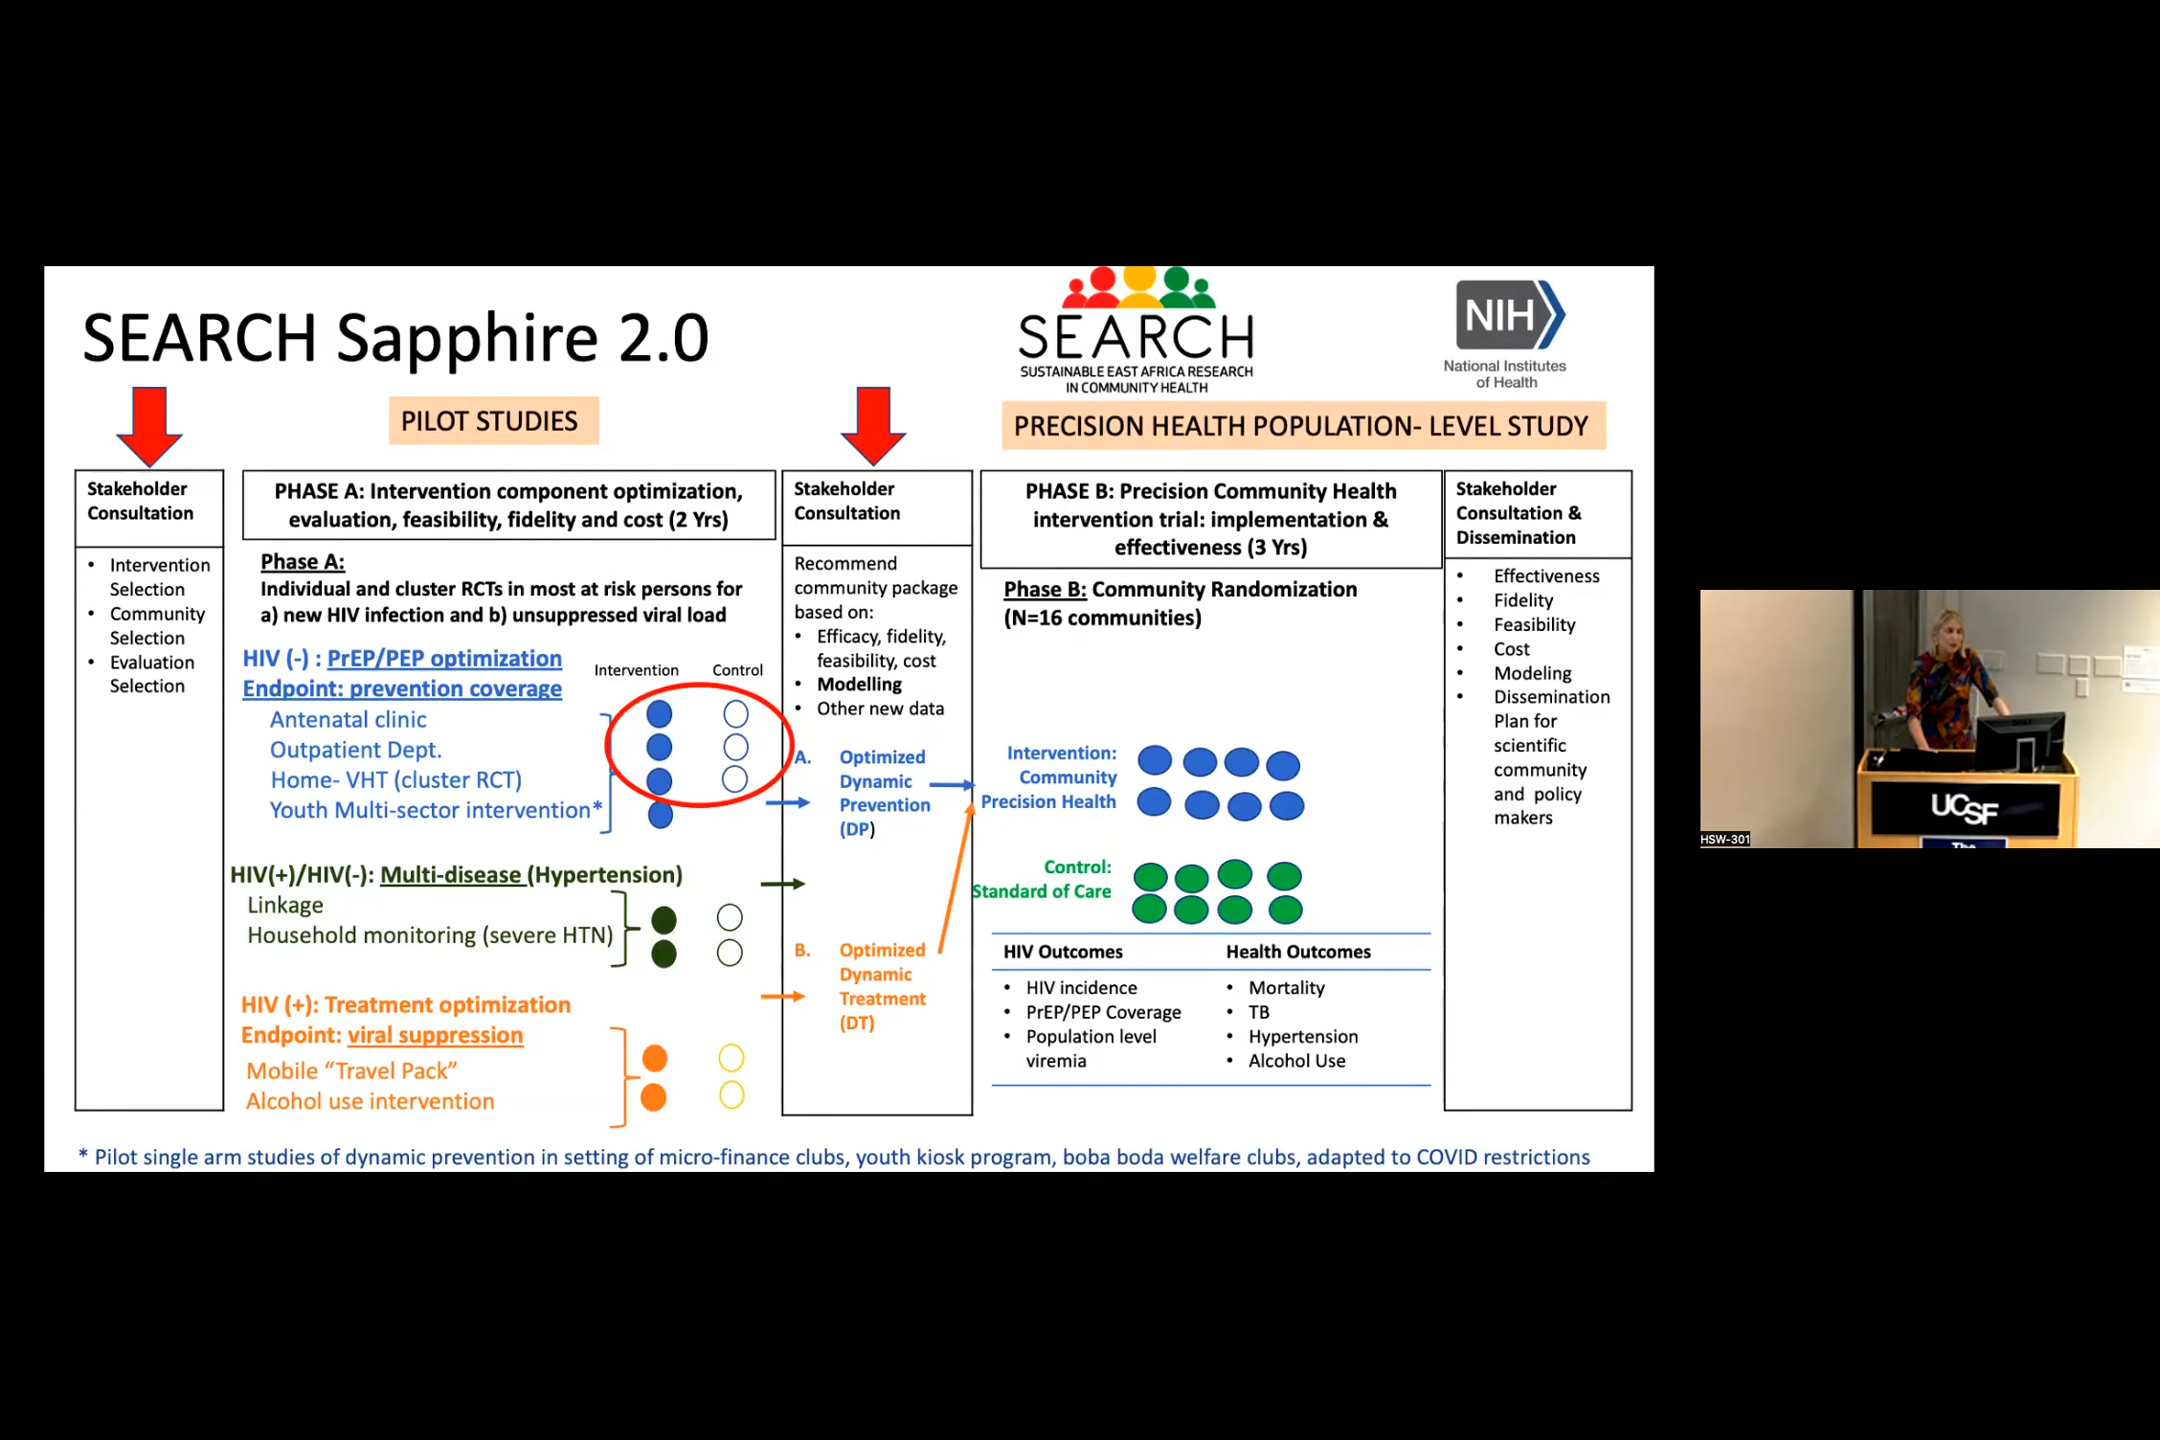 SEARCH Sapphire 2.0
SEARCH
SUSTAINABLE EAST AFRICA RESEARCH
IN COMMUNITY HEALTH
NIH
National Institutes
of Health
PILOT STUDIES
PRECISION HEALTH POPULATION- LEVEL STUDY
Stakeholder
Consultation
• Intervention
Selection
• Community
Selection
• Evaluation
Selection
PHASE A: Intervention component optimization,
evaluation, feasibility, fidelity and cost (2 Yrs)
Phase A:
Individual and cluster RCTs in most at risk persons for
a) new HIV infection and b) unsuppressed viral load
HIV (-) : PrEP/PEP optimization
Endpoint: prevention coverage
Intervention Control
Antenatal clinic
Outpatient Dept.
Home- VHT (cluster RCT)
Youth Multi-sector intervention*
HIV(+)/HIV(-): Multi-disease (Hypertension)
Linkage
Household monitoring (severe HTN)
HIV (+): Treatment optimization
Endpoint: viral suppression
Mobile “Travel Pack”
Alcohol use intervention
Stakeholder
Consultation
Recommend
community package
based on:
• Efficacy, fidelity,
feasibility, cost
• Modelling
• Other new data
A. Optimized
Dynamic
Prevention
(DP)
B. Optimized
Dynamic
Treatment
(DT)
PHASE B: Precision Community Health
intervention trial: implementation &
effectiveness (3 Yrs)
Phase B: Community Randomization
(N=16 communities)
Intervention:
Community
Precision Health
Control:
Standard of Care
HIV Outcomes Health Outcomes
• HIV incidence • Mortality
• PrEP/PEP Coverage • TB
• Population level • Hypertension
viremia • Alcohol Use
Stakeholder
Consultation &
Dissemination
• Effectiveness
• Fidelity
• Feasibility
• Cost
• Modeling
• Dissemination
Plan for
scientific
community
and policy
makers
* Pilot single arm studies of dynamic prevention in setting of micro-finance clubs, youth kiosk program, boba boda welfare clubs, adapted to COVID restrictions
UCSF
The
HSW-301